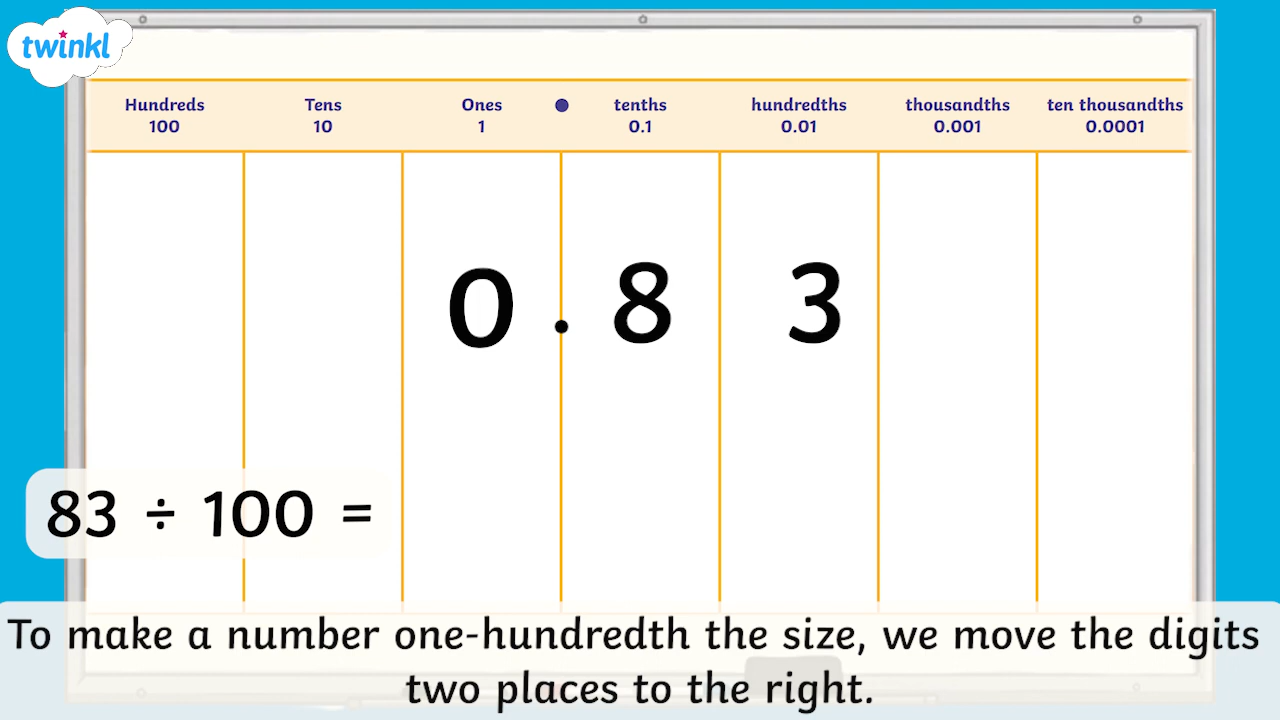 twinkl
Hundreds Tens Ones tenths hundredths thousandths ten thousandths
100 10 1 0.1 0.01 0.001 0.0001
0 . 8 3
83 ÷ 100 =
To make a number one-hundredth the size, we move the digits
two places to the right.